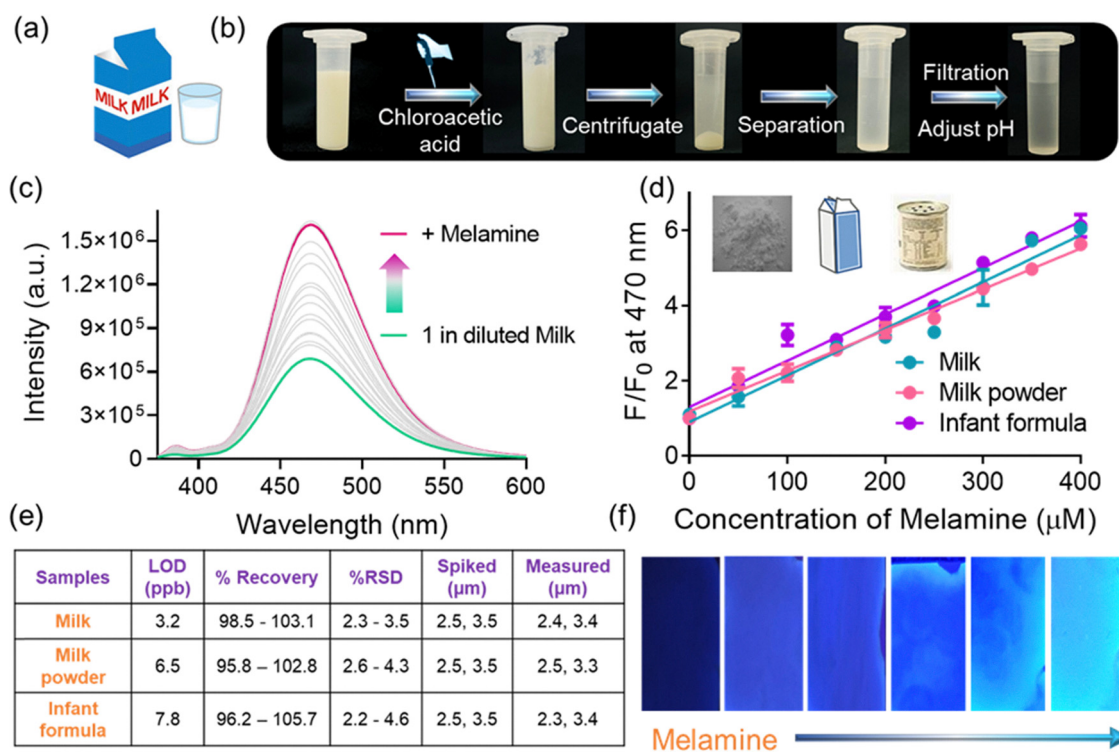 (a)
MILK MILK
(b)
Chloroacetic
acid
Centrifugate
Separation
Filtration
Adjust pH
(c)
Intensity (a.u.)
1.5×10⁶
1.2×10⁶
9×10⁵
6×10⁵
3×10⁵
0
+ Melamine
1 in diluted Milk
400
450
500
550
600
Wavelength (nm)
(d)
F/F₀ at 470 nm
6
4
2
0
Milk
Milk powder
Infant formula
0
100
200
300
400
Concentration of Melamine (μM)
(e)
Samples LOD (ppb) % Recovery %RSD Spiked (μm) Measured (μm)
Milk 3.2 98.5 - 103.1 2.3 - 3.5 2.5, 3.5 2.4, 3.4
Milk powder 6.5 95.8 – 102.8 2.6 - 4.3 2.5, 3.5 2.5, 3.3
Infant formula 7.8 96.2 – 105.7 2.2 - 4.6 2.5, 3.5 2.3, 3.4
(f)
Melamine